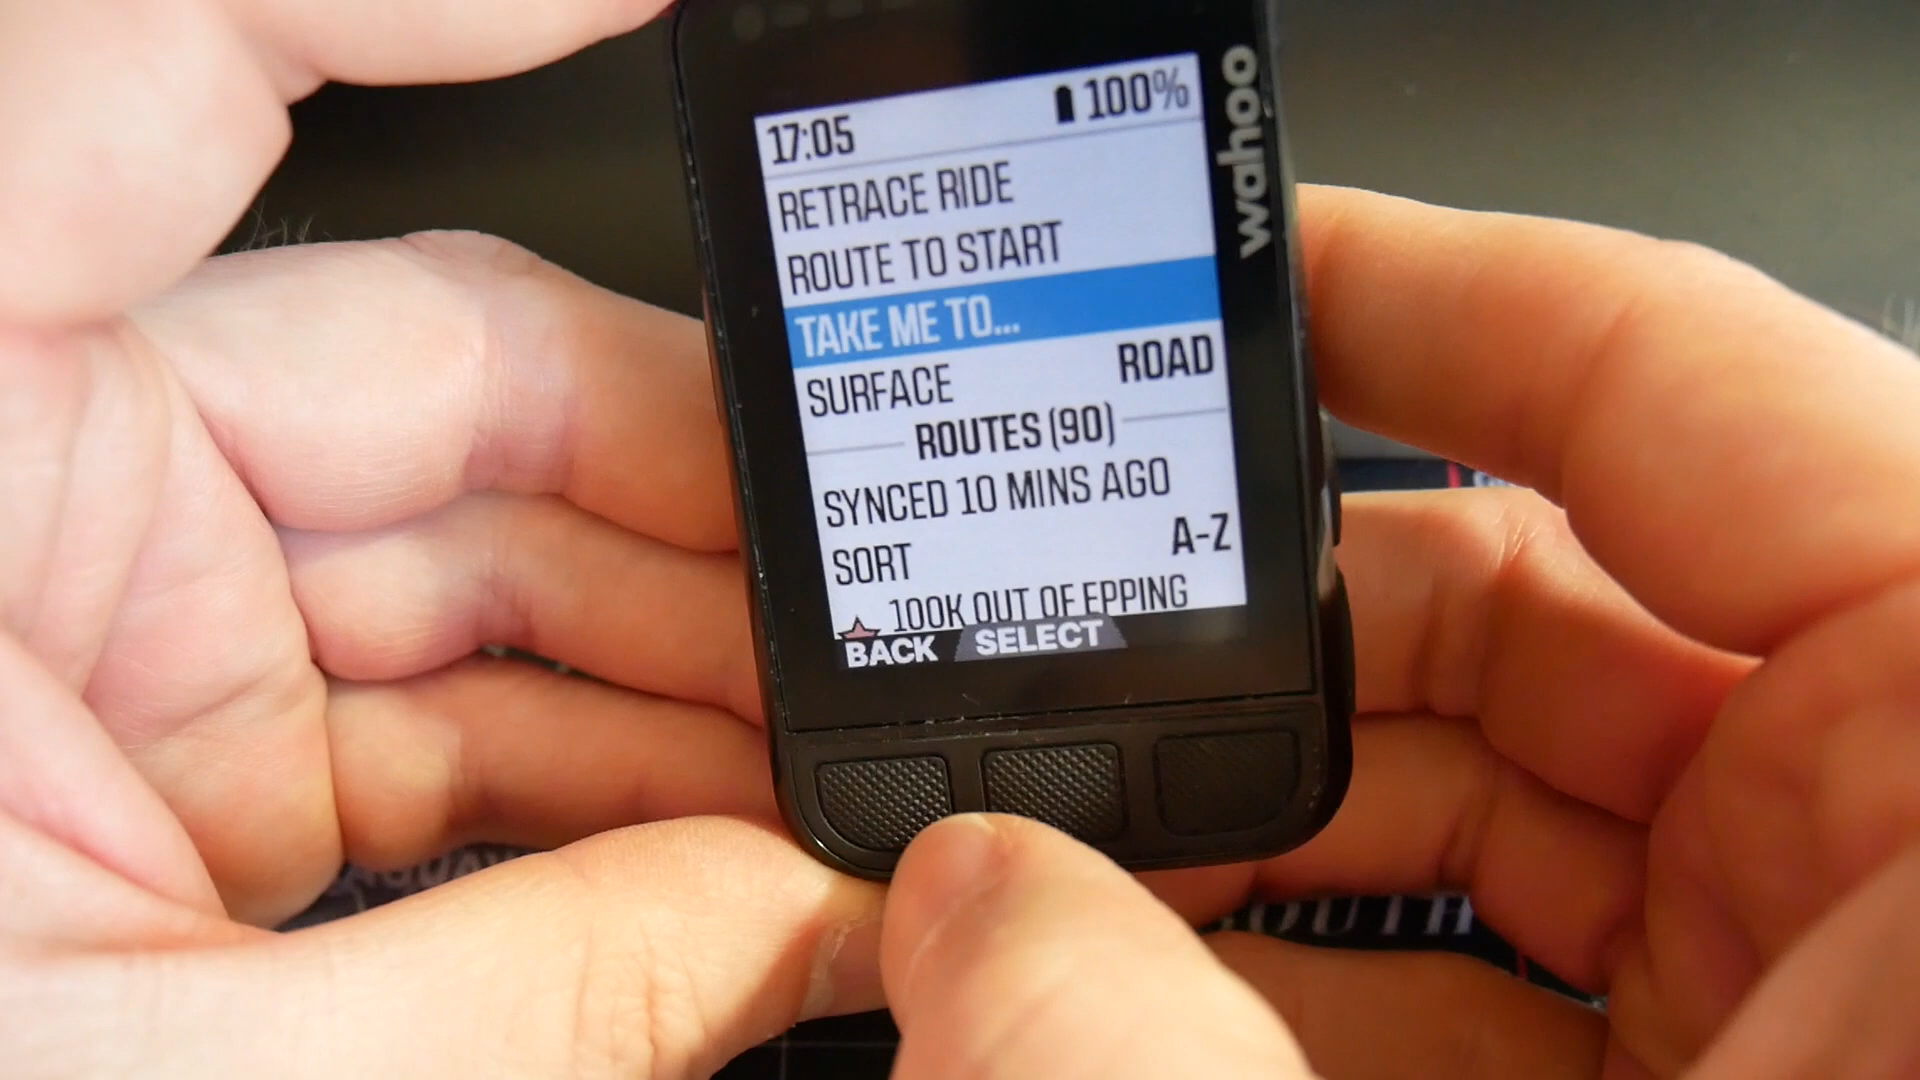 17:05 100%
wahoo
RETRACE RIDE
ROUTE TO START
TAKE ME TO...
SURFACE ROAD
ROUTES (90)
SYNCED 10 MINS AGO
SORT A-Z
100K OUT OF EPPING
BACK SELECT
OUTH